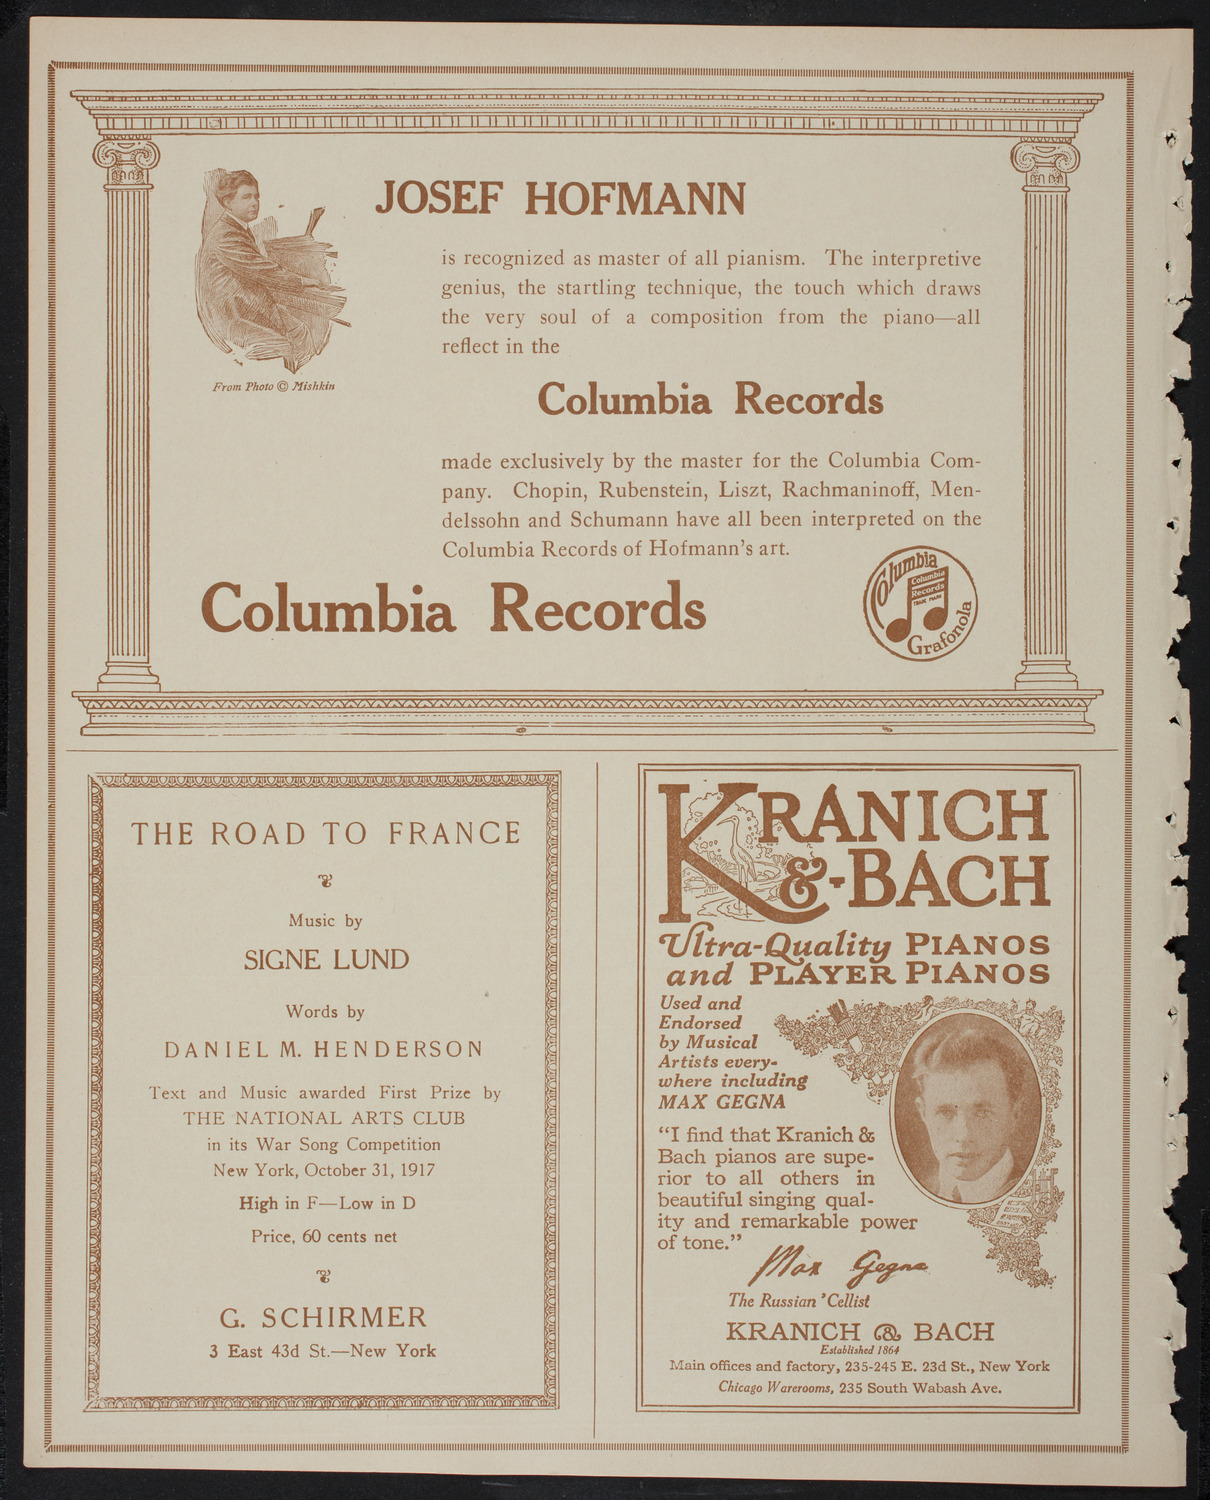 JOSEF HOFMANN
is recognized as master of all pianism. The interpretive
genius, the startling technique, the touch which draws
the very soul of a composition from the piano—all
reflect in the
From Photo © Mishkin
Columbia Records
made exclusively by the master for the Columbia Com-
pany. Chopin, Rubenstein, Liszt, Rachmaninoff, Men-
delssohn and Schumann have all been interpreted on the
Columbia Records of Hofmann's art.
Columbia Records
Columbia
Columbia
Records
TRADE MARK
Grafonola
THE ROAD TO FRANCE
Music by
SIGNE LUND
Words by
DANIEL M. HENDERSON
Text and Music awarded First Prize by
THE NATIONAL ARTS CLUB
in its War Song Competition
New York, October 31, 1917
High in F—Low in D
Price, 60 cents net
G. SCHIRMER
3 East 43d St.—New York
KRANICH
&-BACH
Ultra-Quality PIANOS
and PLAYER PIANOS
Used and
Endorsed
by Musical
Artists every-
where including
MAX GEGNA
"I find that Kranich &
Bach pianos are supe-
rior to all others in
beautiful singing qual-
ity and remarkable power
of tone."
Max Gegna
The Russian 'Cellist
KRANICH & BACH
Established 1864
Main offices and factory, 235-245 E. 23d St., New York
Chicago Warerooms, 235 South Wabash Ave.